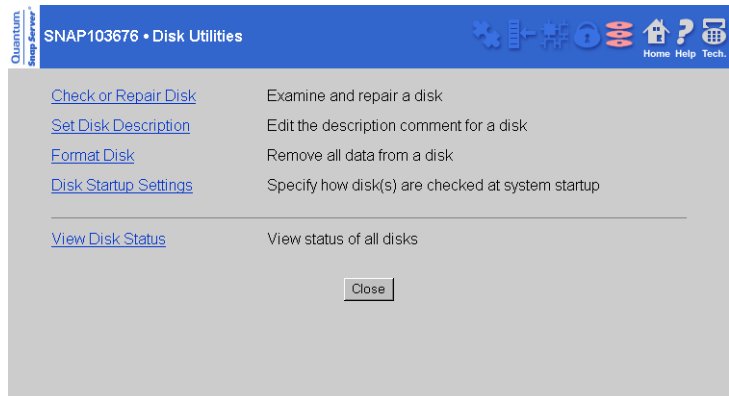 Quantum
Snap Server
SNAP103676 • Disk Utilities
Home Help Tech.
Check or Repair Disk Examine and repair a disk
Set Disk Description Edit the description comment for a disk
Format Disk Remove all data from a disk
Disk Startup Settings Specify how disk(s) are checked at system startup
View Disk Status View status of all disks
Close